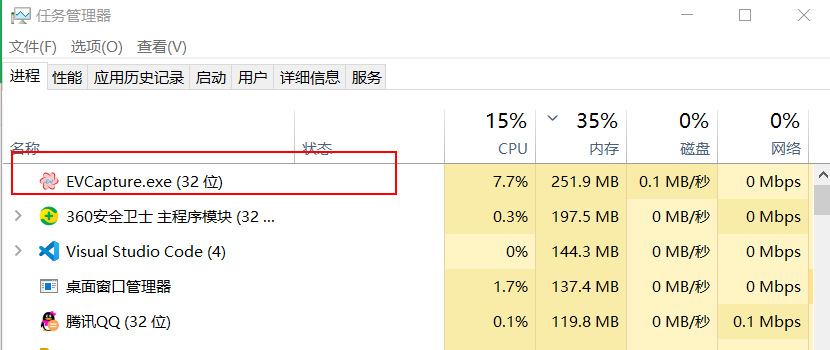 任务管理器
文件(F) 选项(O) 查看(V)
进程 性能 应用历史记录 启动 用户 详细信息 服务
15% 35% 0% 0%
名称 状态 CPU 内存 磁盘 网络
EVCapture.exe (32 位) 7.7% 251.9 MB 0.1 MB/秒 0 Mbps
360安全卫士 主程序模块 (32 ... 0.3% 197.5 MB 0 MB/秒 0 Mbps
Visual Studio Code (4) 0% 144.3 MB 0 MB/秒 0 Mbps
桌面窗口管理器 1.7% 137.4 MB 0 MB/秒 0 Mbps
腾讯QQ (32 位) 0.1% 119.8 MB 0 MB/秒 0.1 Mbps